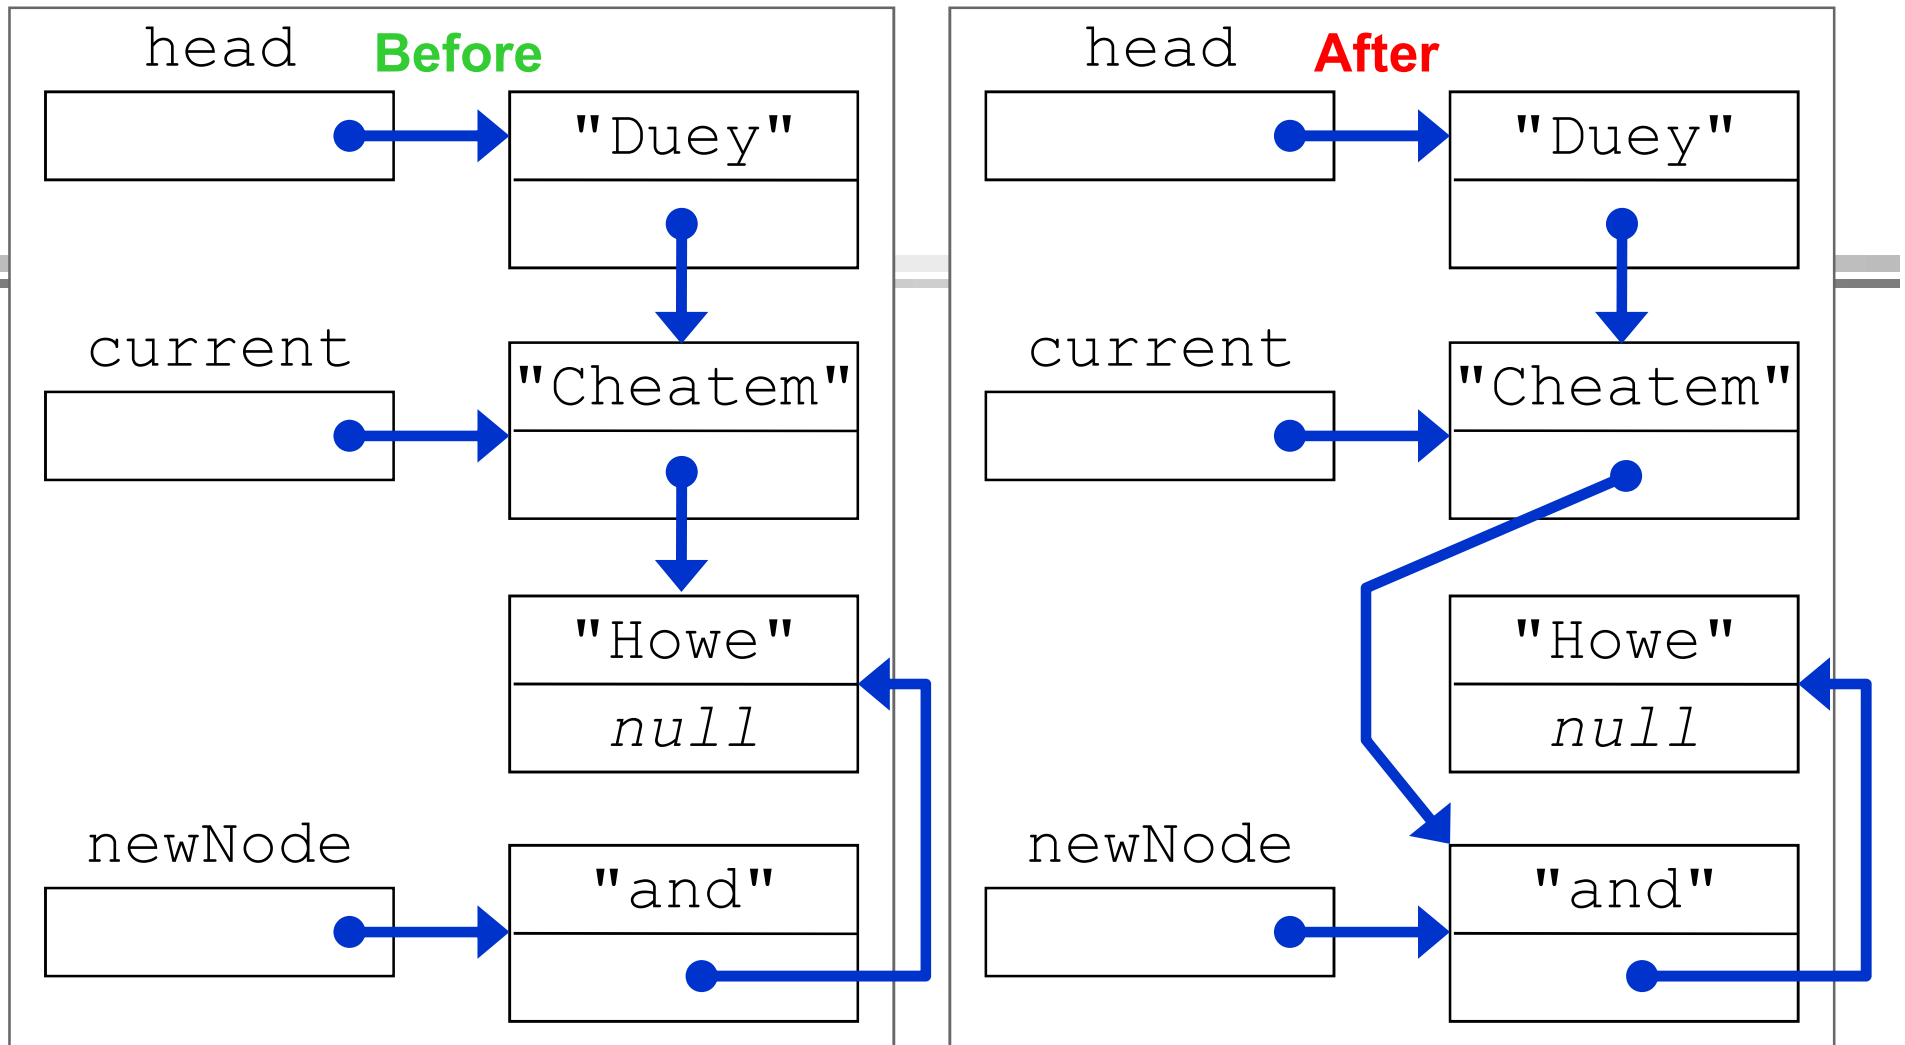 head Before
"Duey"
current
"Cheatem"
"Howe"
null
newNode
"and"
head After
"Duey"
current
"Cheatem"
"Howe"
null
newNode
"and"